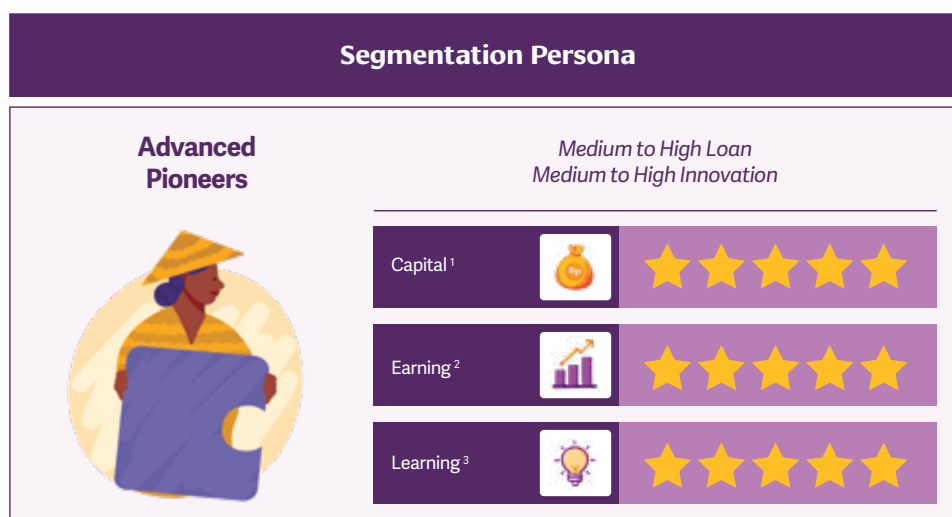 Segmentation Persona
Advanced
Pioneers
Medium to High Loan
Medium to High Innovation
Capital 1
Earning 2
Learning 3